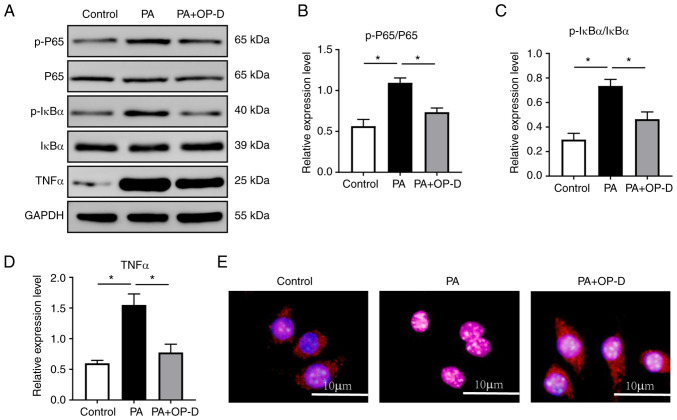 A
Control PA PA+OP-D
p-P65 65 kDa
P65 65 kDa
p-IκBα 40 kDa
IκBα 39 kDa
TNFα 25 kDa
GAPDH 55 kDa
B
p-P65/P65
Relative expression level
1.5
1.0
0.5
0.0
* *
Control PA PA+OP-D
C
p-IκBα/IκBα
Relative expression level
1.0
0.8
0.6
0.4
0.2
0.0
* *
Control PA PA+OP-D
D
TNFα
Relative expression level
2.0
1.5
1.0
0.5
0.0
* *
Control PA PA+OP-D
E
Control PA PA+OP-D
10μm 10μm 10μm